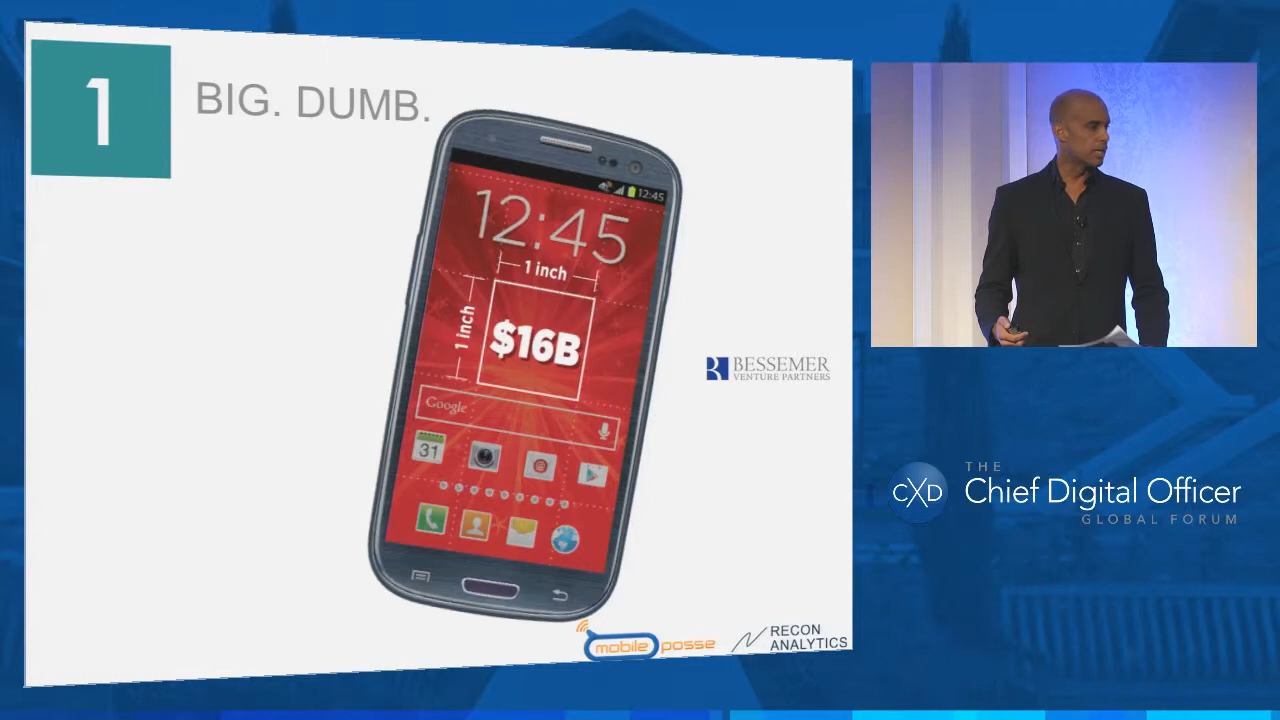 1
BIG. DUMB.
12:45
12:45
1 inch
1 inch
$16B
Google
31
BESSEMER
VENTURE PARTNERS
mobile posse
RECON
ANALYTICS
CXD
THE
Chief Digital Officer
GLOBAL FORUM